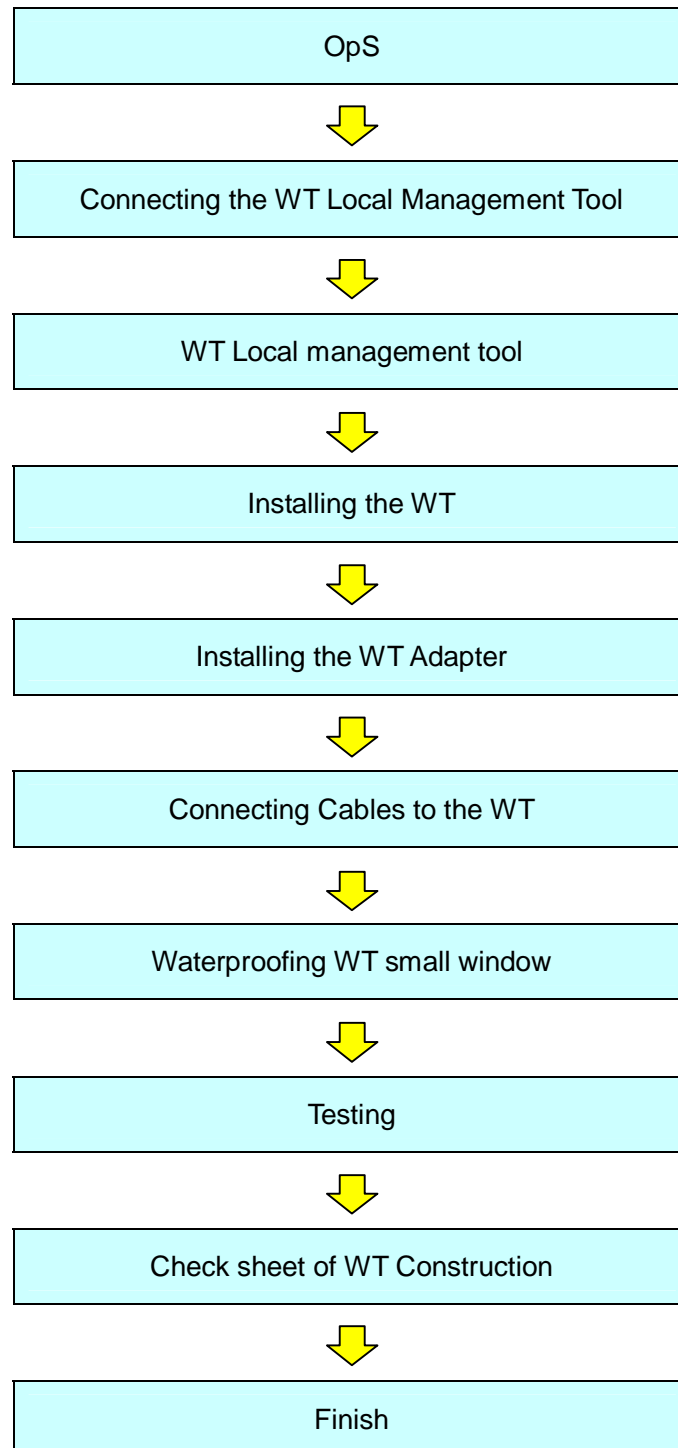 OpS
Connecting the WT Local Management Tool
WT Local management tool
Installing the WT
Installing the WT Adapter
Connecting Cables to the WT
Waterproofing WT small window
Testing
Check sheet of WT Construction
Finish